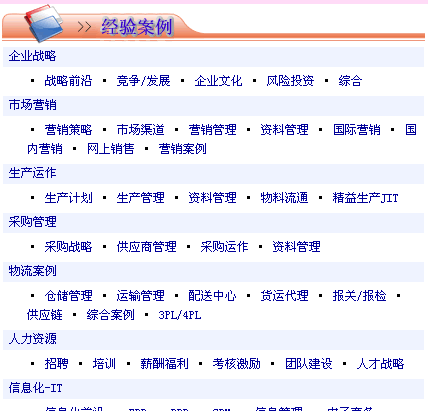 >> 经验案例
企业战略
▪ 战略前沿 ▪ 竞争/发展 ▪ 企业文化 ▪ 风险投资 ▪ 综合
市场营销
▪ 营销策略 ▪ 市场渠道 ▪ 营销管理 ▪ 资料管理 ▪ 国际营销 ▪ 国
内营销 ▪ 网上销售 ▪ 营销案例
生产运作
▪ 生产计划 ▪ 生产管理 ▪ 资料管理 ▪ 物料流通 ▪ 精益生产JIT
采购管理
▪ 采购战略 ▪ 供应商管理 ▪ 采购运作 ▪ 资料管理
物流案例
▪ 仓储管理 ▪ 运输管理 ▪ 配送中心 ▪ 货运代理 ▪ 报关/报检 ▪
供应链 ▪ 综合案例 ▪ 3PL/4PL
人力资源
▪ 招聘 ▪ 培训 ▪ 薪酬福利 ▪ 考核激励 ▪ 团队建设 ▪ 人才战略
信息化-IT